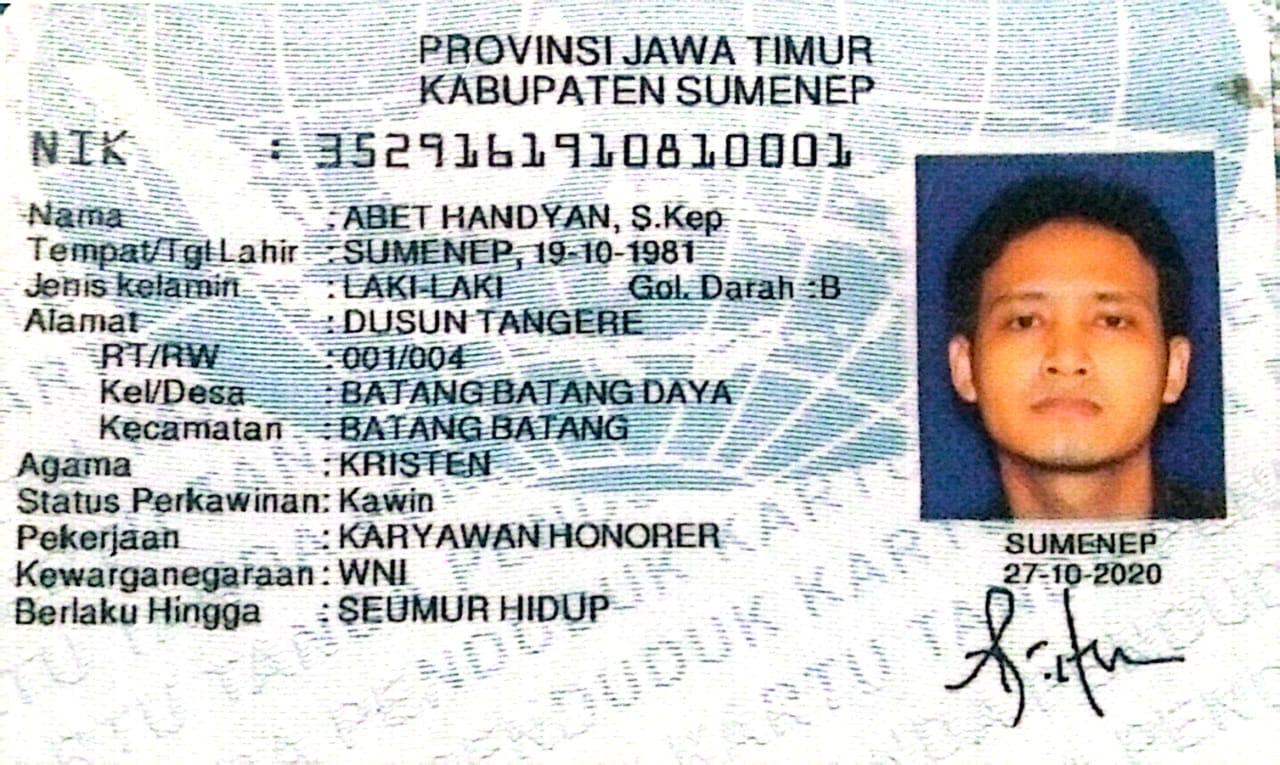 PROVINSI JAWA TIMUR
KABUPATEN SUMENEP
NIK : 3529161910810001
Nama : ABET HANDYAN, S.Kep
Tempat/Tgl Lahir : SUMENEP, 19-10-1981
Jenis kelamin : LAKI-LAKI Gol. Darah : B
Alamat : DUSUN TANGERE
RT/RW : 001/004
Kel/Desa : BATANG BATANG DAYA
Kecamatan : BATANG BATANG
Agama : KRISTEN
Status Perkawinan: Kawin
Pekerjaan : KARYAWAN HONORER
Kewarganegaraan : WNI
Berlaku Hingga : SEUMUR HIDUP
SUMENEP
27-10-2020